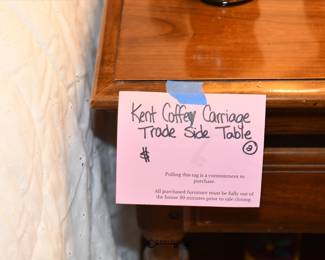 Kent Coffey Carriage
Trade Side Table
②
$
Pulling this tag is a commitment to
purchase.
All purchased furniture must be fully out of
the house 30 minutes prior to sale closing.